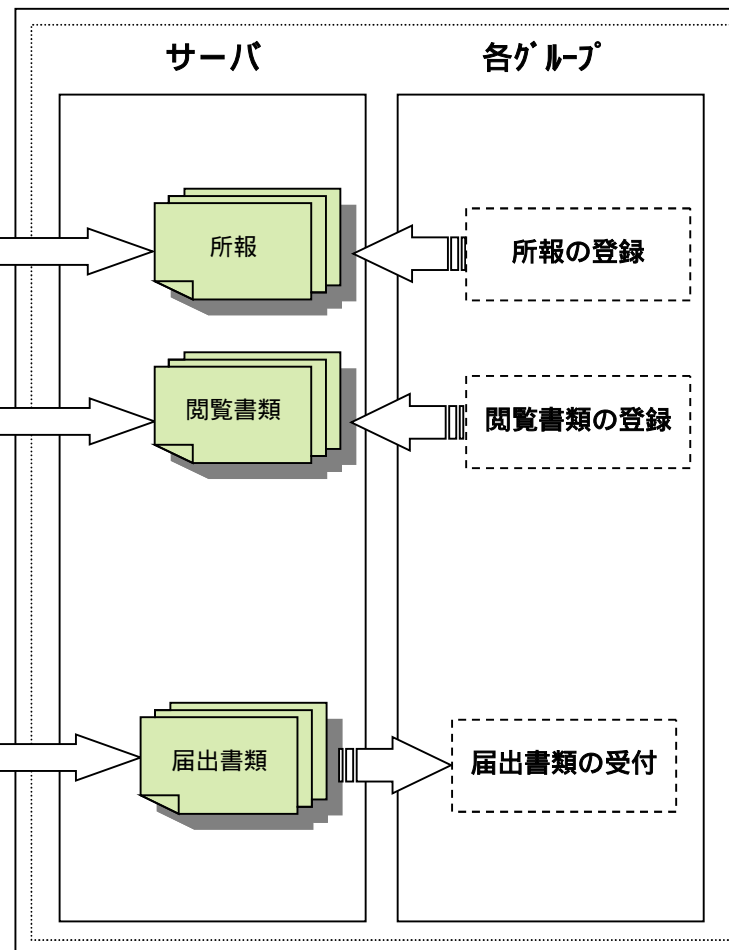 サーバ
各グループ
所報
所報の登録
閲覧書類
閲覧書類の登録
届出書類
届出書類の受付